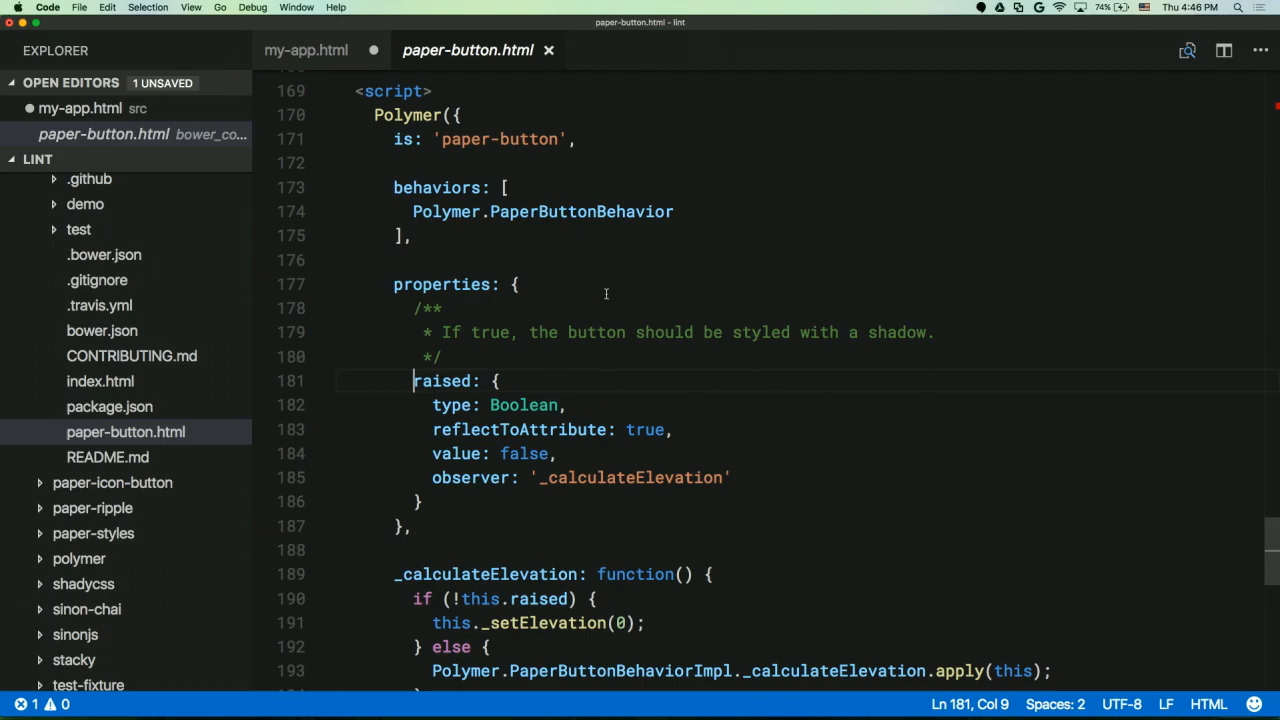 Code File Edit Selection View Go Debug Window Help 74% Thu 4:46 PM
paper-button.html - lint
EXPLORER
my-app.html
paper-button.html
OPEN EDITORS 1 UNSAVED
my-app.html src
paper-button.html bower_co...
LINT
.github
demo
test
.bower.json
.gitignore
.travis.yml
bower.json
CONTRIBUTING.md
index.html
package.json
paper-button.html
README.md
paper-icon-button
paper-ripple
paper-styles
polymer
shadycss
sinon-chai
sinonjs
stacky
test-fixture
169 <script>
170 Polymer({
171 is: 'paper-button',
172
173 behaviors: [
174 Polymer.PaperButtonBehavior
175 ],
176
177 properties: {
178 /**
179 * If true, the button should be styled with a shadow.
180 */
181 raised: {
182 type: Boolean,
183 reflectToAttribute: true,
184 value: false,
185 observer: '_calculateElevation'
186 }
187 },
188
189 _calculateElevation: function() {
190 if (!this.raised) {
191 this._setElevation(0);
192 } else {
193 Polymer.PaperButtonBehaviorImpl._calculateElevation.apply(this);
1 0 Ln 181, Col 9 Spaces: 2 UTF-8 LF HTML